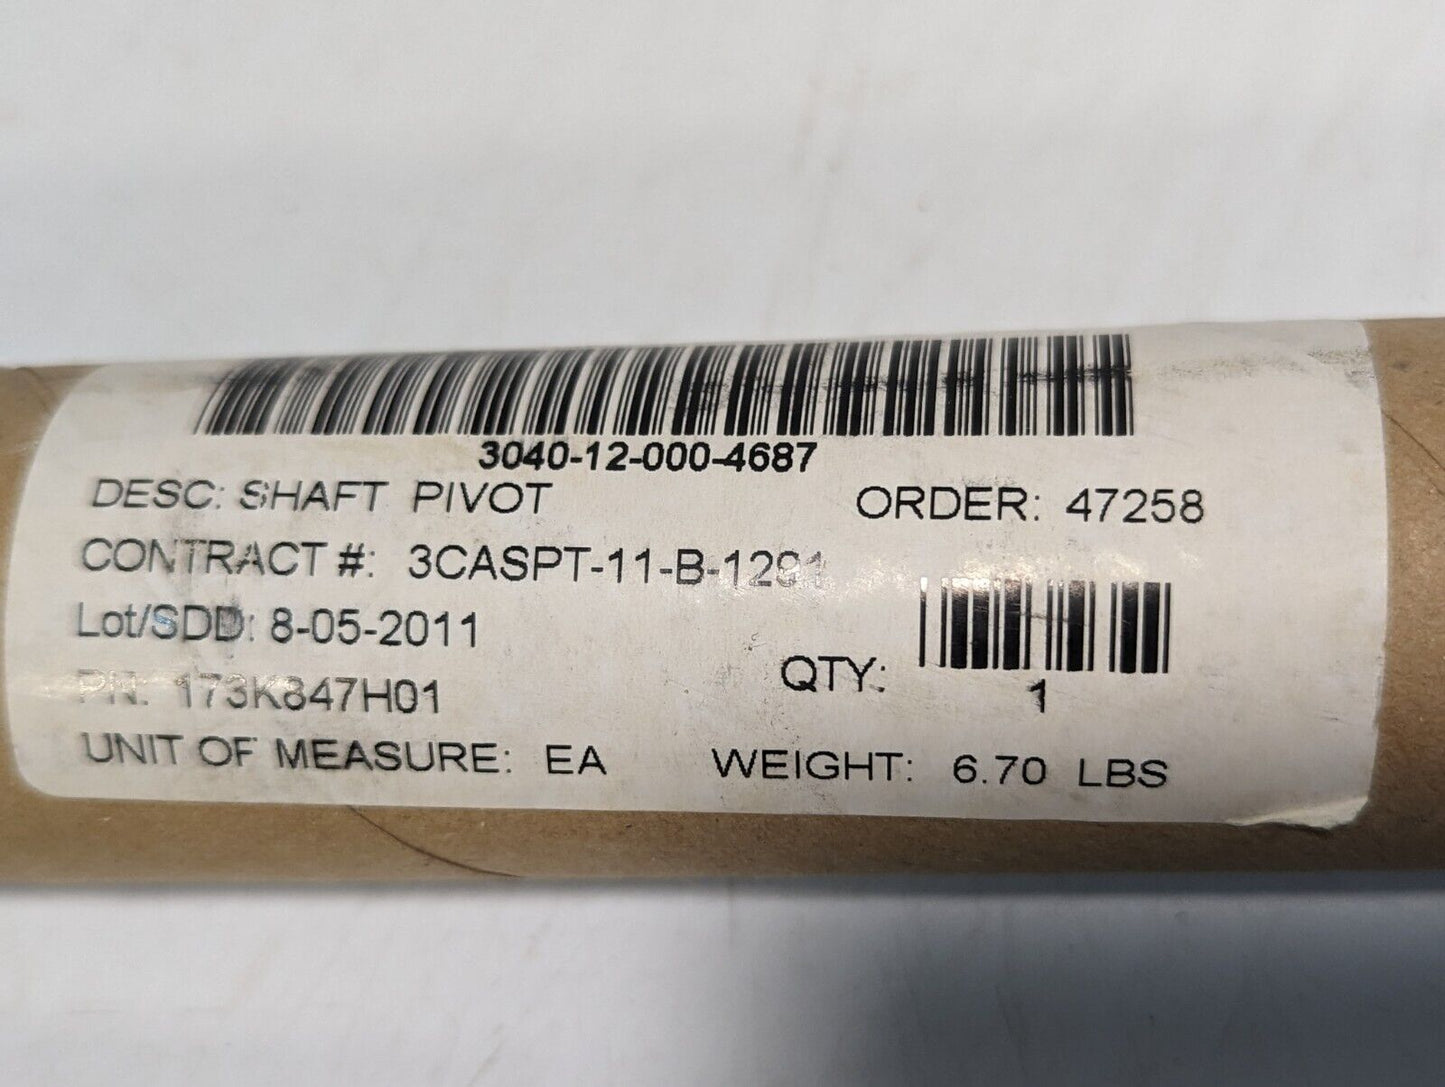 3040-12-000-4687
DESC: SHAFT PIVOT
ORDER: 47258
CONTRACT #: 3CASPT-11-B-1291
Lot/SDD: 8-05-2011
PN: 173K847H01
QTY: 1
UNIT OF MEASURE: EA
WEIGHT: 6.70 LBS